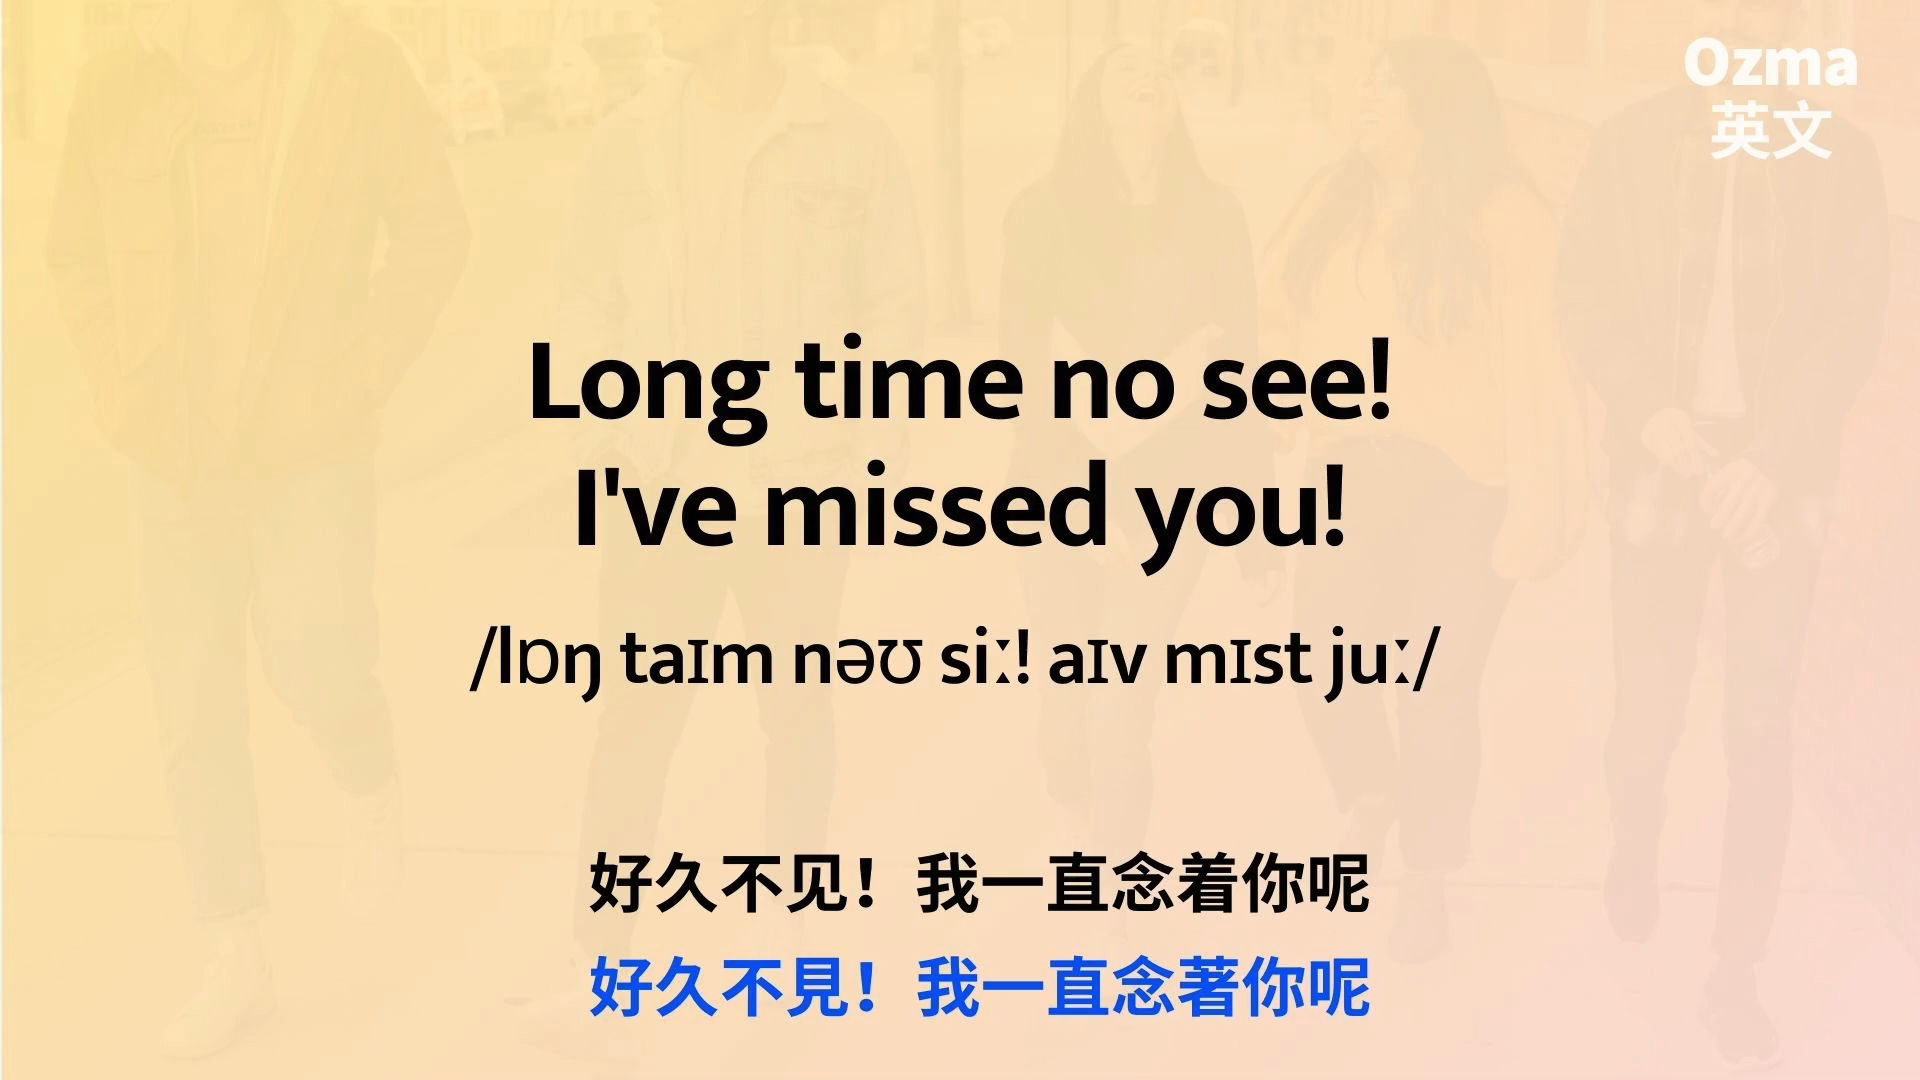 Ozma
英文
Long time no see!
I've missed you!
/lɒŋ taɪm nəʊ siː! aɪv mɪst juː/
好久不见！我一直念着你呢
好久不見！我一直念著你呢